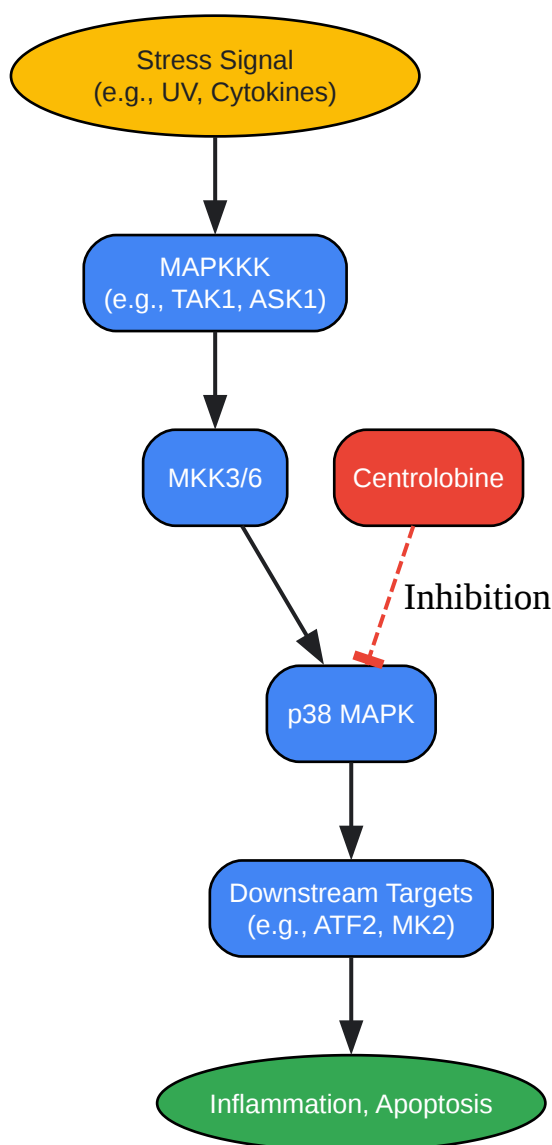 Stress Signal
(e.g., UV, Cytokines)
MAPKKK
(e.g., TAK1, ASK1)
MKK3/6
Centrolobine
Inhibition
p38 MAPK
Downstream Targets
(e.g., ATF2, MK2)
Inflammation, Apoptosis